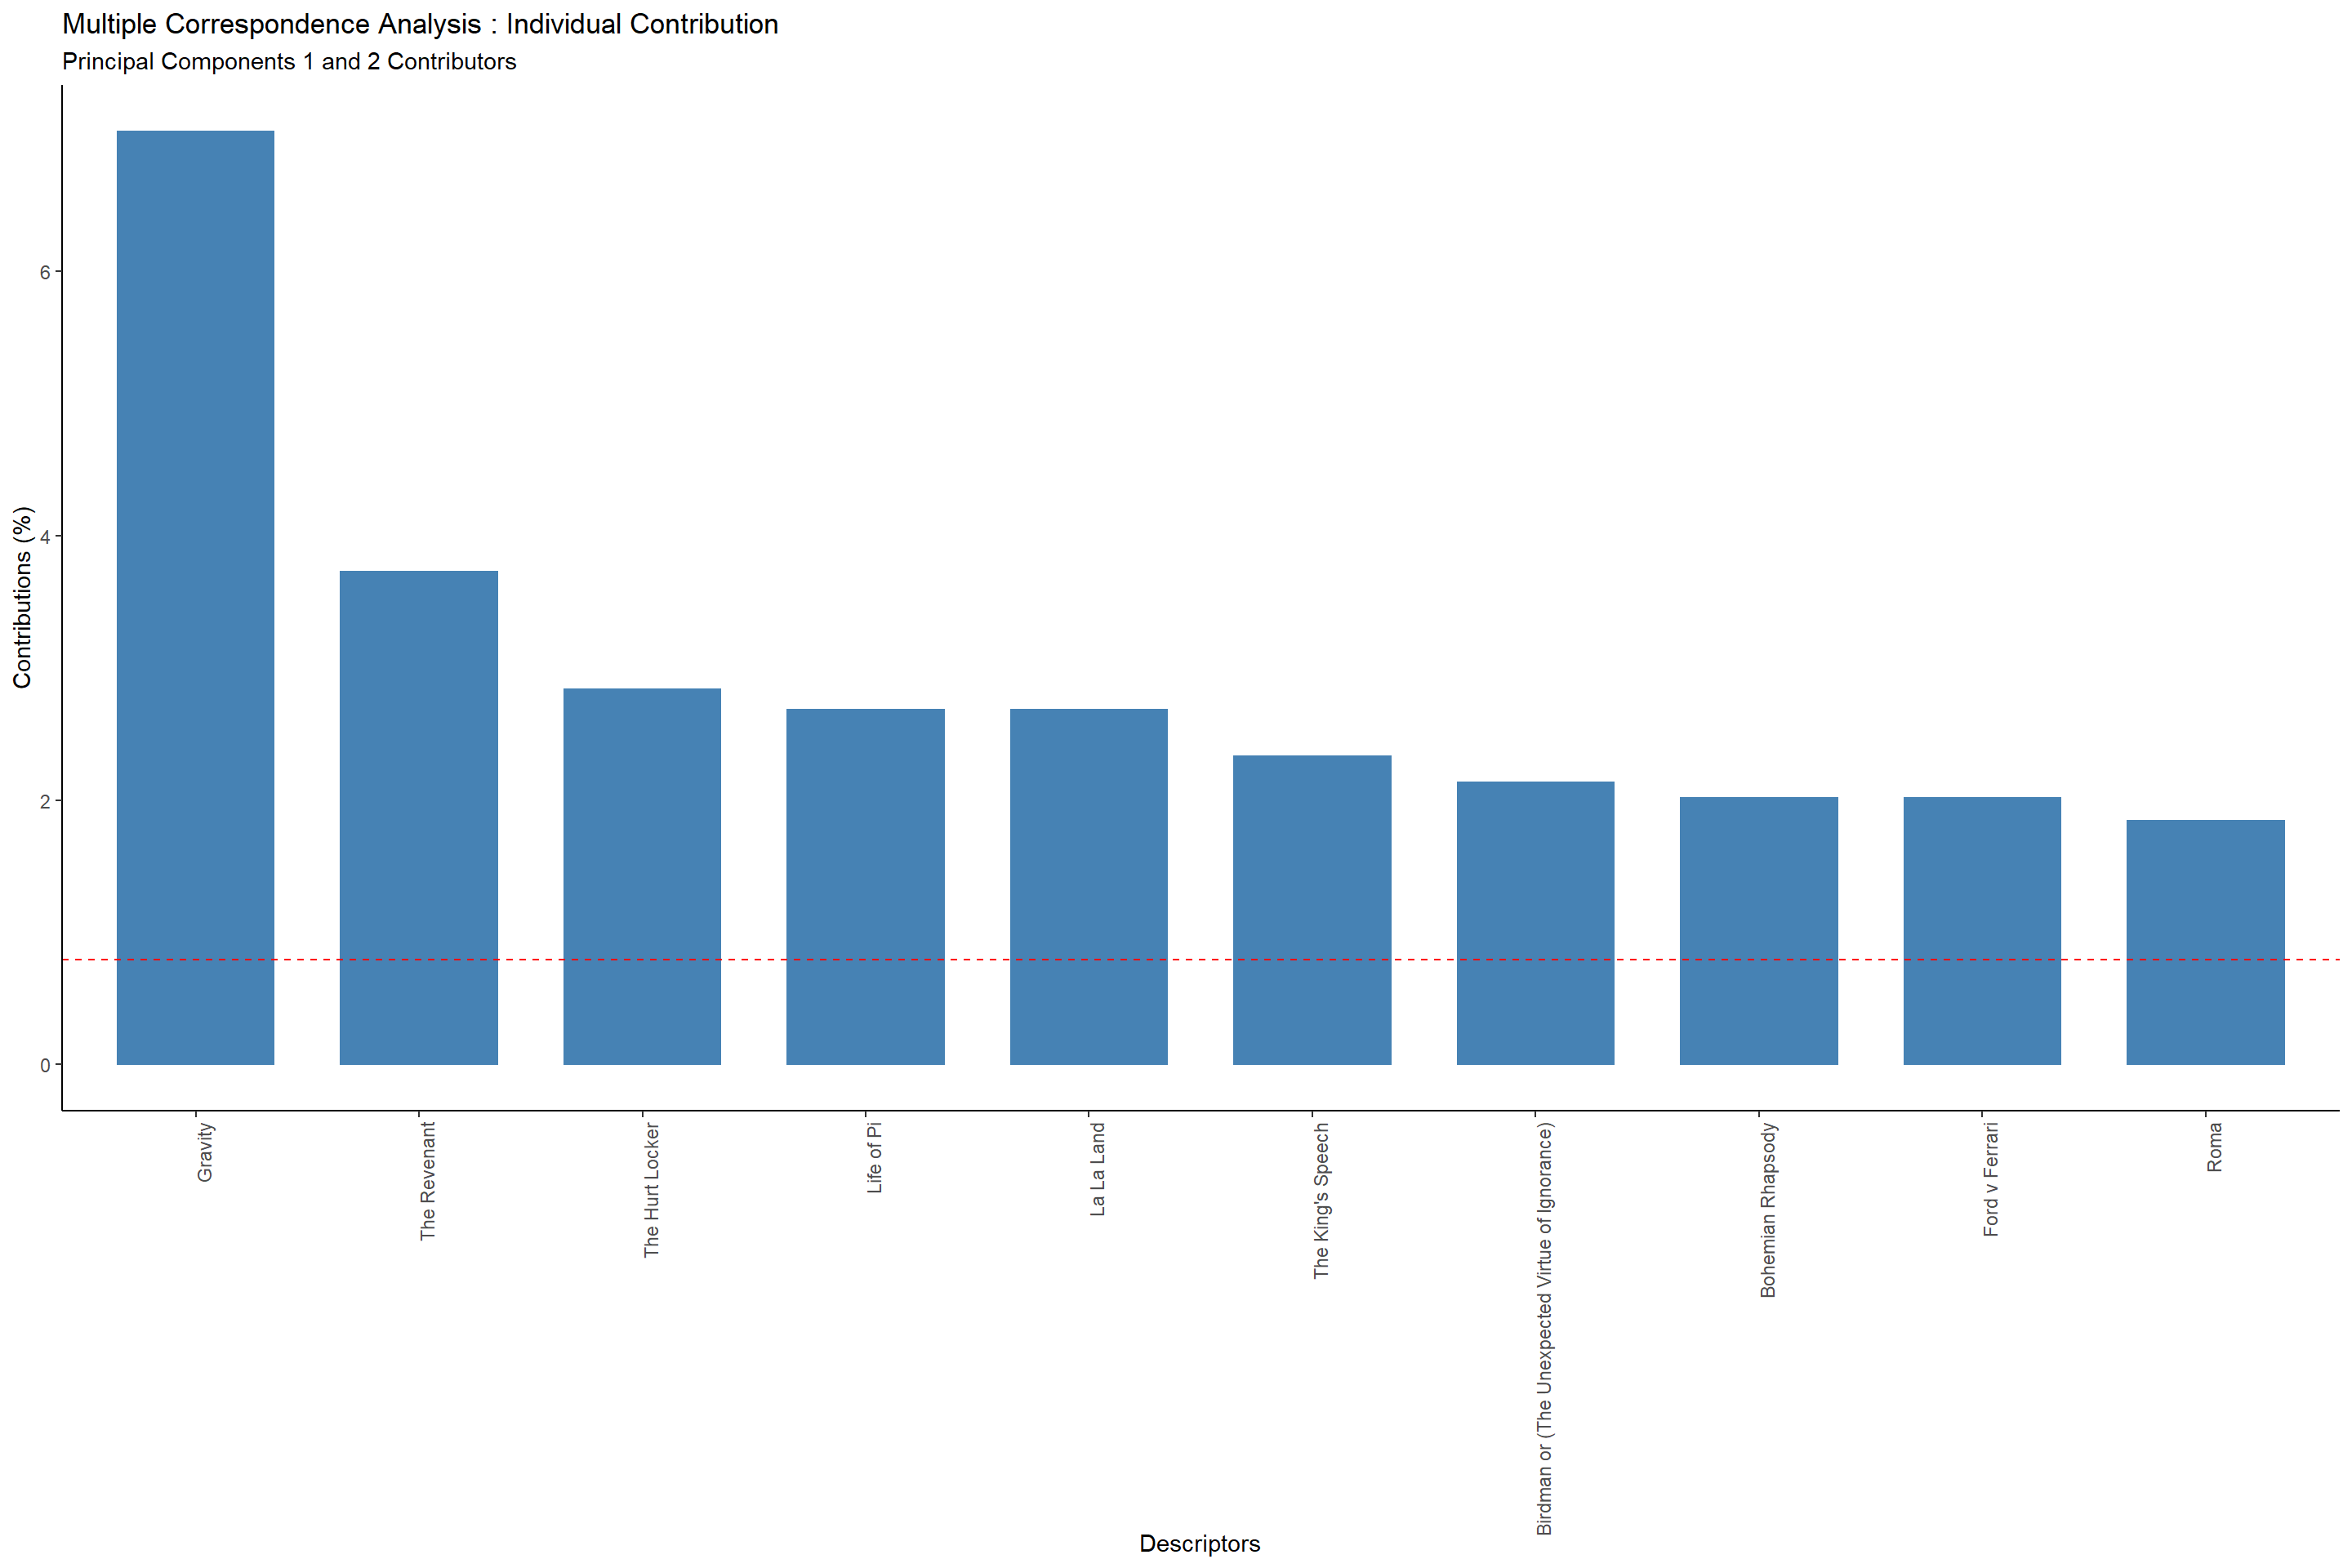 Multiple Correspondence Analysis : Individual Contribution
Principal Components 1 and 2 Contributors
Contributions (%)
6
4
2
0
Gravity
The Revenant
The Hurt Locker
Life of Pi
La La Land
The King's Speech
Birdman or (The Unexpected Virtue of Ignorance)
Bohemian Rhapsody
Ford v Ferrari
Roma
Descriptors